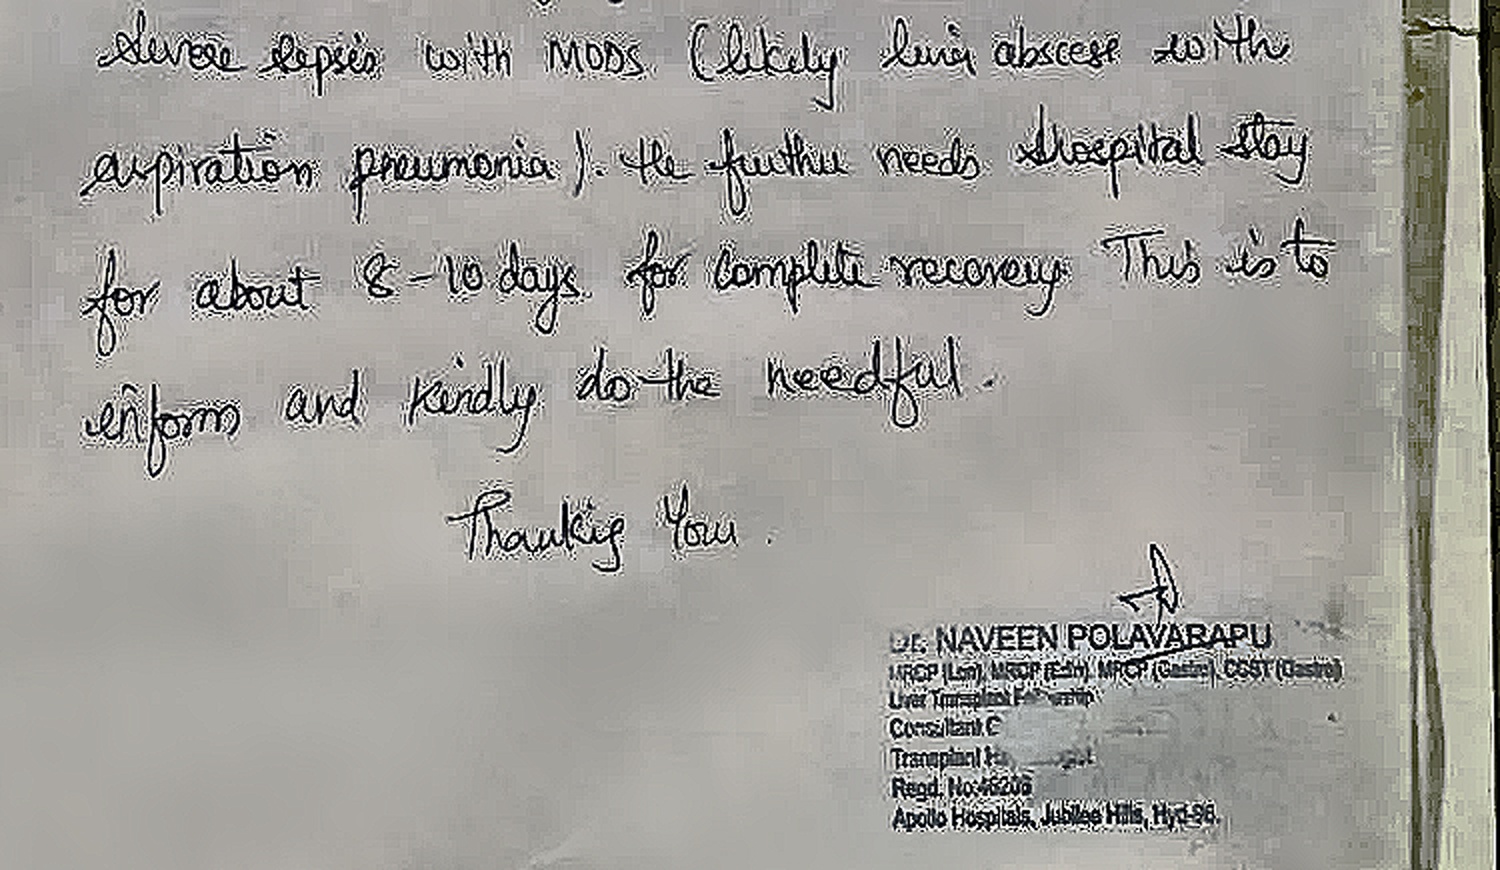 Severe sepsis with MODS (likely liver abscess with
aspiration pneumonia). He further needs Hospital stay
for about 8-10 days for complete recovery. This is to
inform and kindly do the needful.
Thanking You.
Dr. NAVEEN POLAVARAPU
MRCP (Lon), MRCP (Edin), MRCP (Gastro), CCST (Gastro)
Liver Transplant Fellowship
Consultant
Transplant
Regd. No:46206
Apollo Hospitals, Jubilee Hills, Hyd-96.